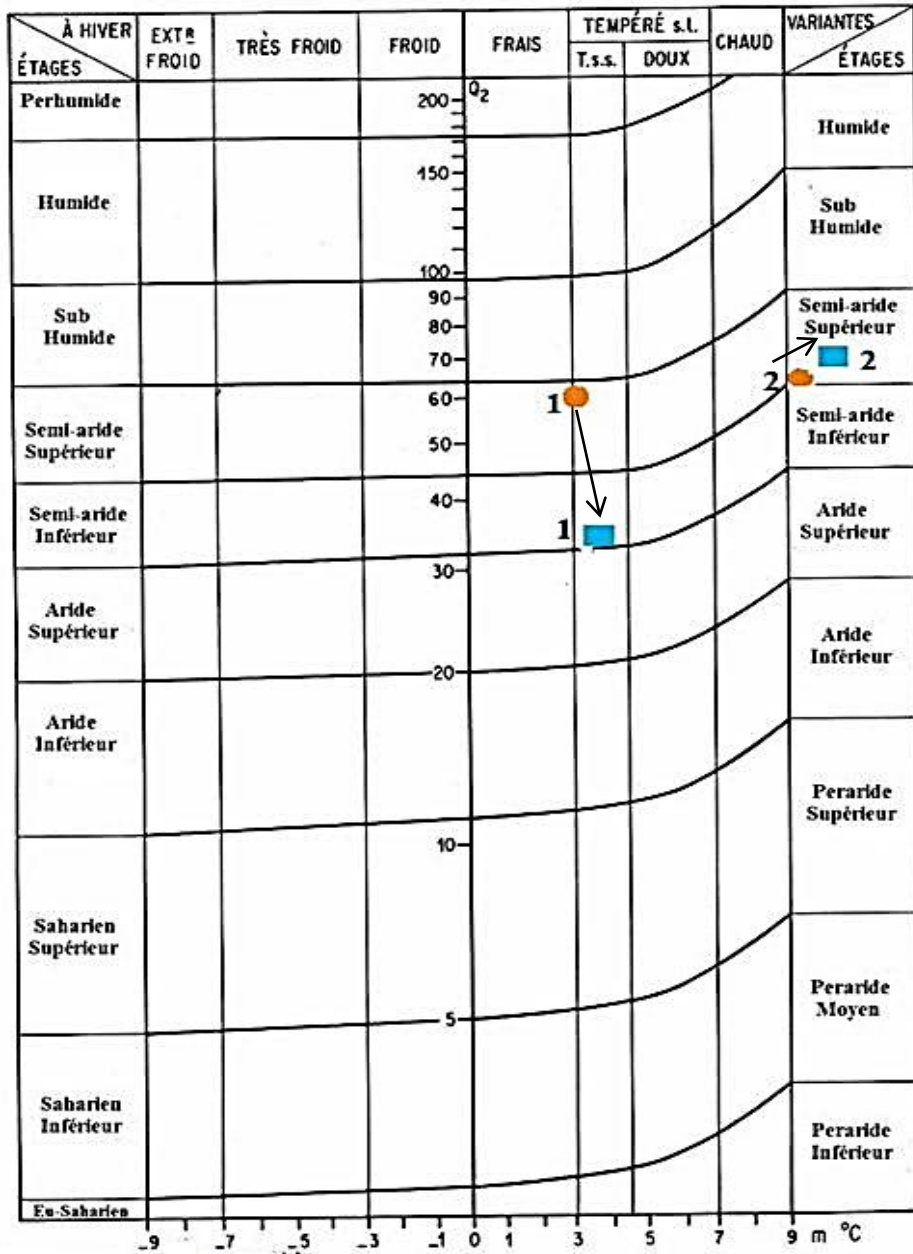 À HIVER
ÉTAGES
EXTR
FROID
TRÈS FROID
FROID
FRAIS
TEMPÉRÉ s.l.
T.s.s.
DOUX
CHAUD
VARIANTES
ÉTAGES
Perhumide
Humide
Sub
Humide
Semi-aride
Supérieur
Semi-aride
Inférieur
Aride
Supérieur
Aride
Inférieur
Saharien
Supérieur
Saharien
Inférieur
Eu-Saharien
Q2
200
150
100
90
80
70
60
50
40
30
20
10
5
1
1
2
2
Humide
Sub
Humide
Semi-aride
Supérieur
Semi-aride
Inférieur
Aride
Supérieur
Aride
Inférieur
Peraride
Supérieur
Peraride
Moyen
Peraride
Inférieur
-9 -7 -5 -3 -1 0 1 3 5 7 9 m °C